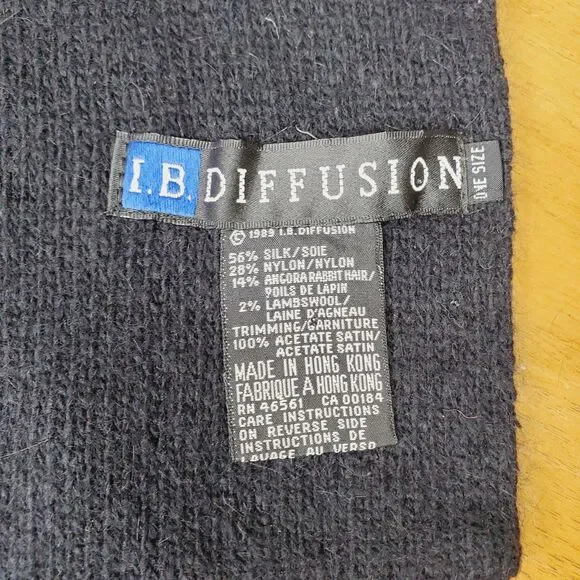 I.B. DIFFUSION
ONE SIZE
© 1989 I.B. DIFFUSION
56% SILK/SOIE
28% NYLON/NYLON
14% ANGORA RABBIT HAIR/
POILS DE LAPIN
2% LAMBSWOOL/
LAINE D'AGNEAU
TRIMMING/GARNITURE
100% ACETATE SATIN/
ACETATE SATIN
MADE IN HONG KONG
FABRIQUE A HONG KONG
RN 46561 CA 00184
CARE INSTRUCTIONS
ON REVERSE SIDE
INSTRUCTIONS DE
LAVAGE AU VERSO